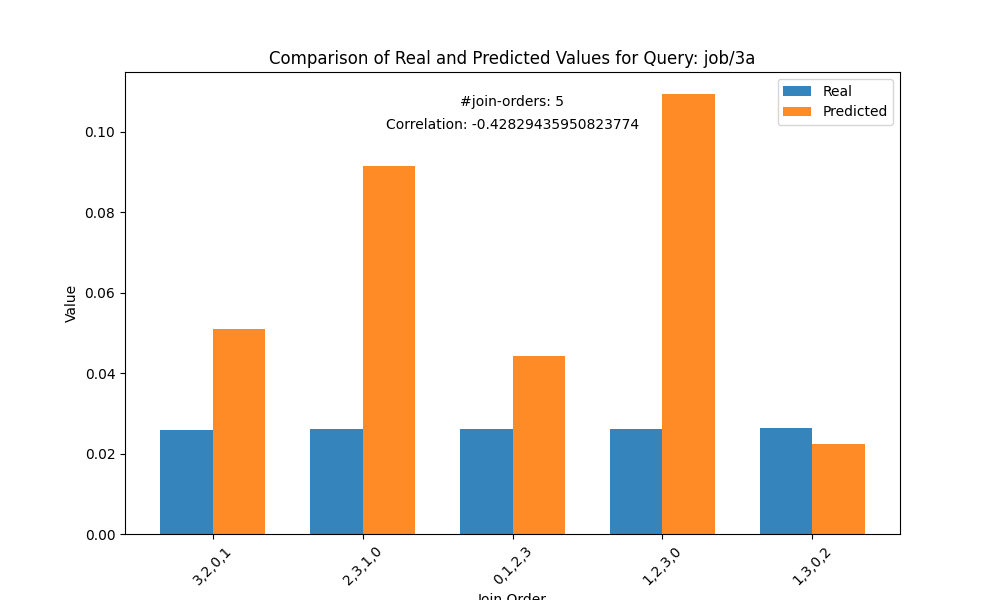 Comparison of Real and Predicted Values for Query: job/3a
#join-orders: 5
Correlation: -0.42829435950823774
Real
Predicted
0.10
0.08
0.06
0.04
0.02
0.00
Value
3,2,0,1
2,3,1,0
0,1,2,3
1,2,3,0
1,3,0,2
Join Order